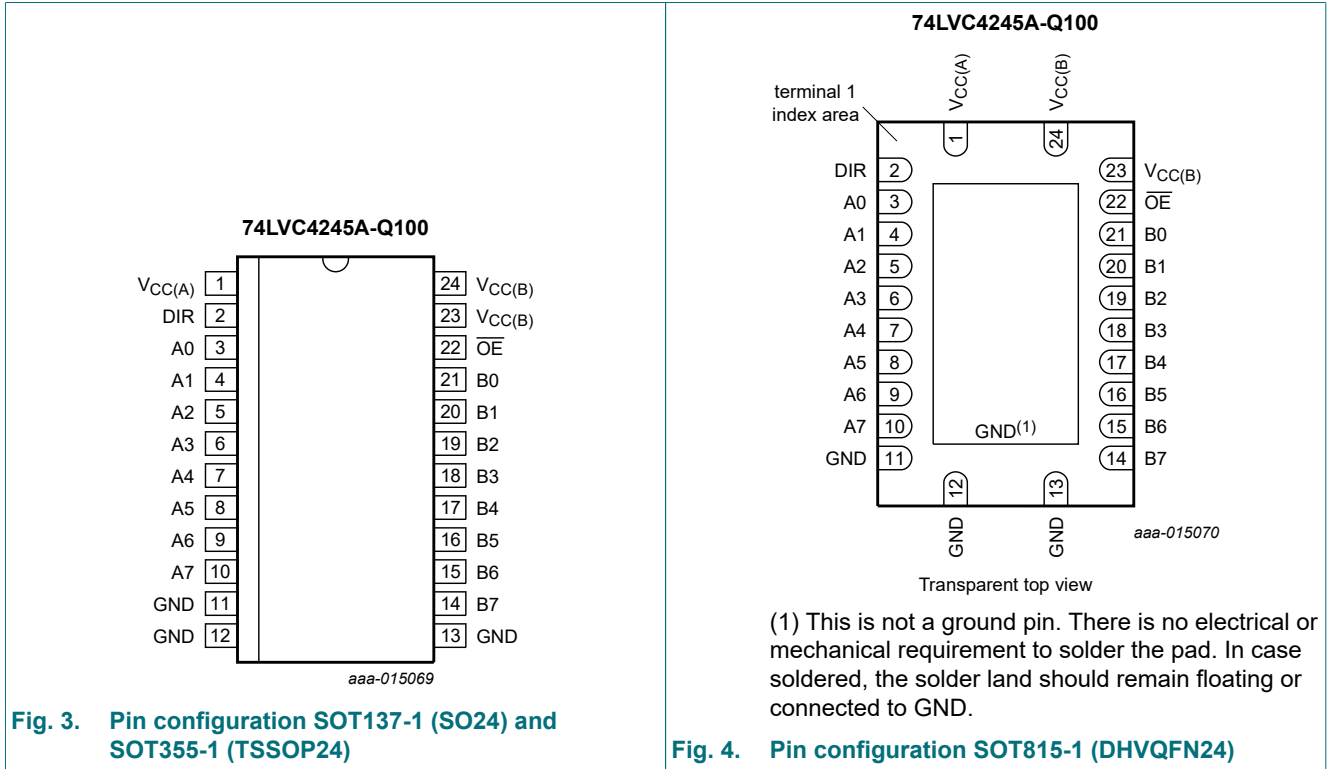 74LVC4245A-Q100
VCC(A) 1
DIR 2
A0 3
A1 4
A2 5
A3 6
A4 7
A5 8
A6 9
A7 10
GND 11
GND 12
24 VCC(B)
23 VCC(B)
22 OE
21 B0
20 B1
19 B2
18 B3
17 B4
16 B5
15 B6
14 B7
13 GND
aaa-015069
Fig. 3. Pin configuration SOT137-1 (SO24) and
SOT355-1 (TSSOP24)
74LVC4245A-Q100
terminal 1
index area
VCC(A)
VCC(B)
1
24
DIR 2
A0 3
A1 4
A2 5
A3 6
A4 7
A5 8
A6 9
A7 10
GND 11
23 VCC(B)
22 OE
21 B0
20 B1
19 B2
18 B3
17 B4
16 B5
15 B6
14 B7
GND(1)
12
13
GND
GND
aaa-015070
Transparent top view
(1) This is not a ground pin. There is no electrical or
mechanical requirement to solder the pad. In case
soldered, the solder land should remain floating or
connected to GND.
Fig. 4. Pin configuration SOT815-1 (DHVQFN24)